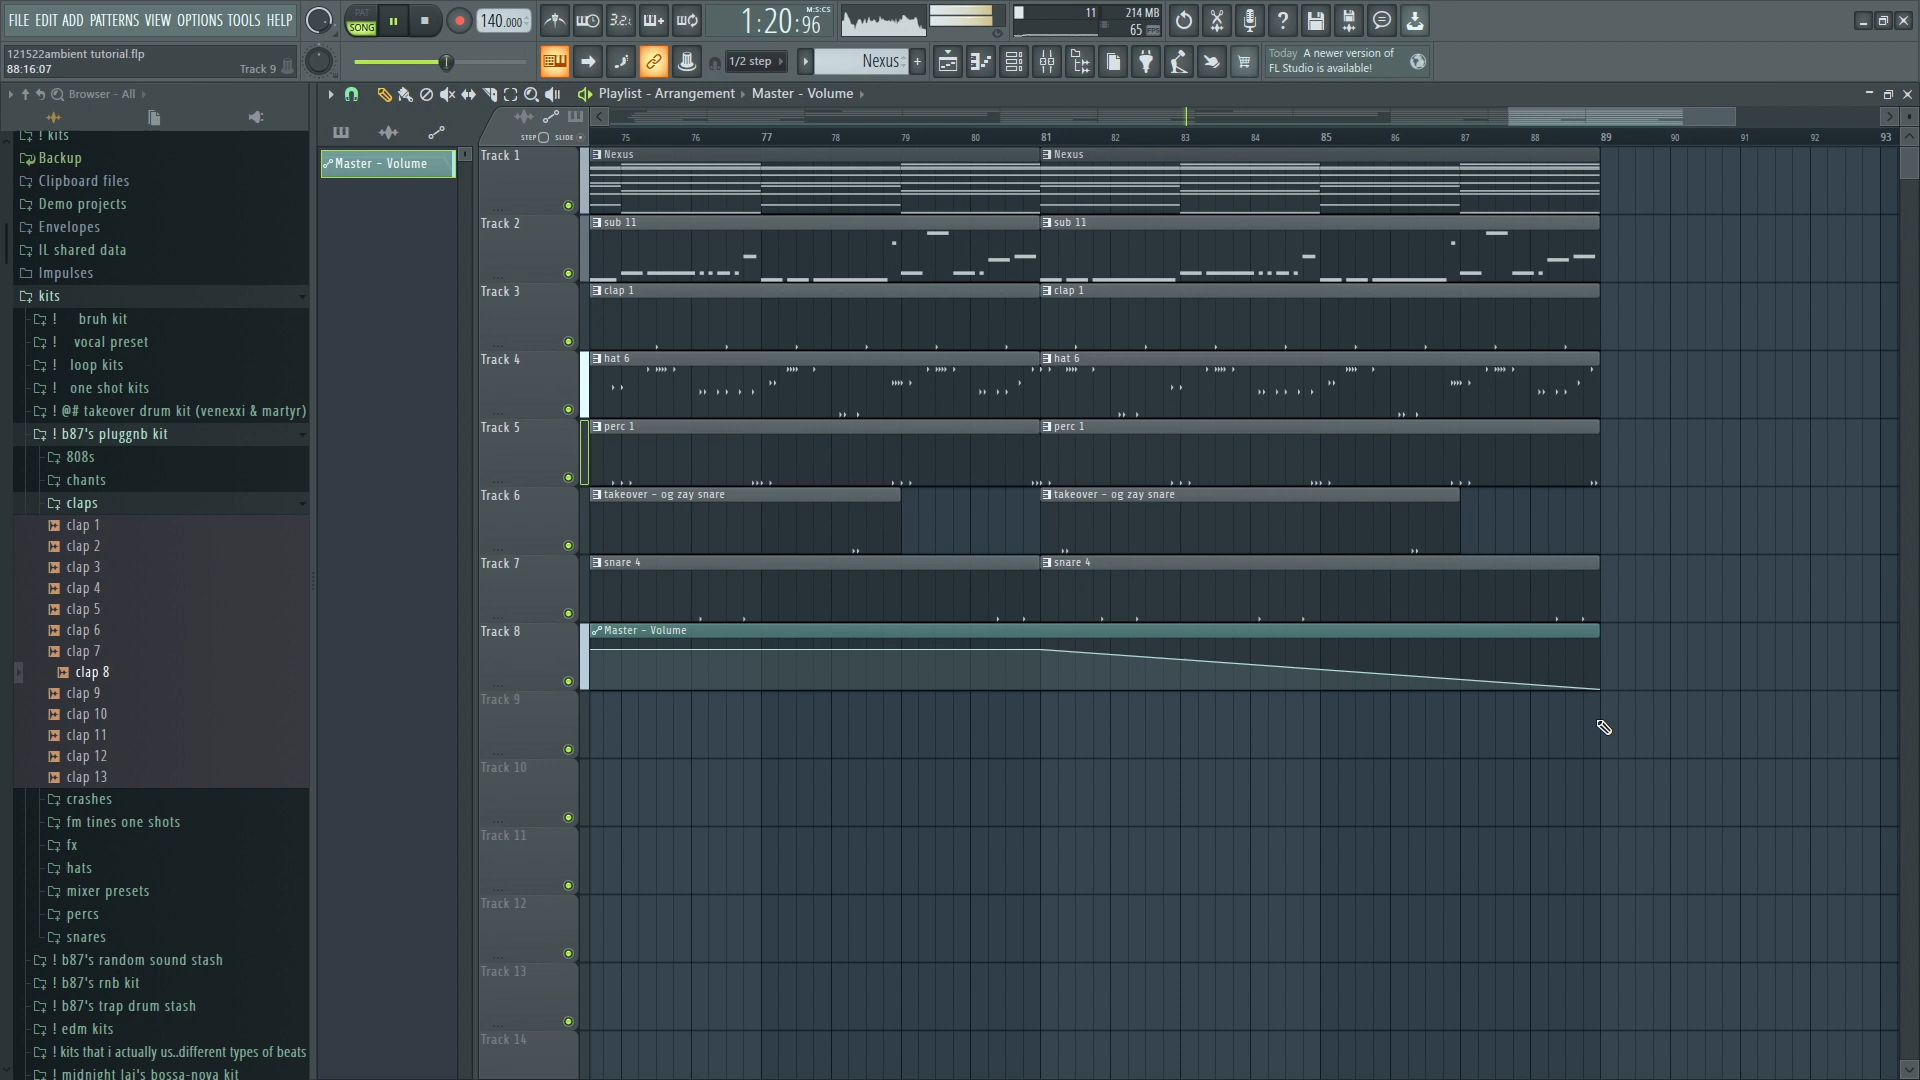 FILE EDIT ADD PATTERNS VIEW OPTIONS TOOLS HELP
PAT
SONG
140.000
3.2.
1:20:96
M:S:CS
11
214 MB
65
121522ambient tutorial.flp
88:16:07
Track 9
1/2 step
Nexus
Today A newer version of
FL Studio is available!
Browser - All
Playlist - Arrangement
Master - Volume
STEP
SLIDE
75 76 77 78 79 80 81 82 83 84 85 86 87 88 89 90 91 92 93
! kits
Backup
Clipboard files
Demo projects
Envelopes
IL shared data
Impulses
kits
! bruh kit
! vocal preset
! loop kits
! one shot kits
! @# takeover drum kit (venexxi & martyr)
! b87's pluggnb kit
808s
chants
claps
clap 1
clap 2
clap 3
clap 4
clap 5
clap 6
clap 7
clap 8
clap 9
clap 10
clap 11
clap 12
clap 13
crashes
fm tines one shots
fx
hats
mixer presets
percs
snares
! b87's random sound stash
! b87's rnb kit
! b87's trap drum stash
! edm kits
! kits that i actually us..different types of beats
! midnight lai's bossa-nova kit
Master - Volume
Track 1
Nexus
Nexus
Track 2
sub 11
sub 11
Track 3
clap 1
clap 1
Track 4
hat 6
hat 6
Track 5
perc 1
perc 1
Track 6
takeover - og zay snare
takeover - og zay snare
Track 7
snare 4
snare 4
Track 8
Master - Volume
Track 9
Track 10
Track 11
Track 12
Track 13
Track 14